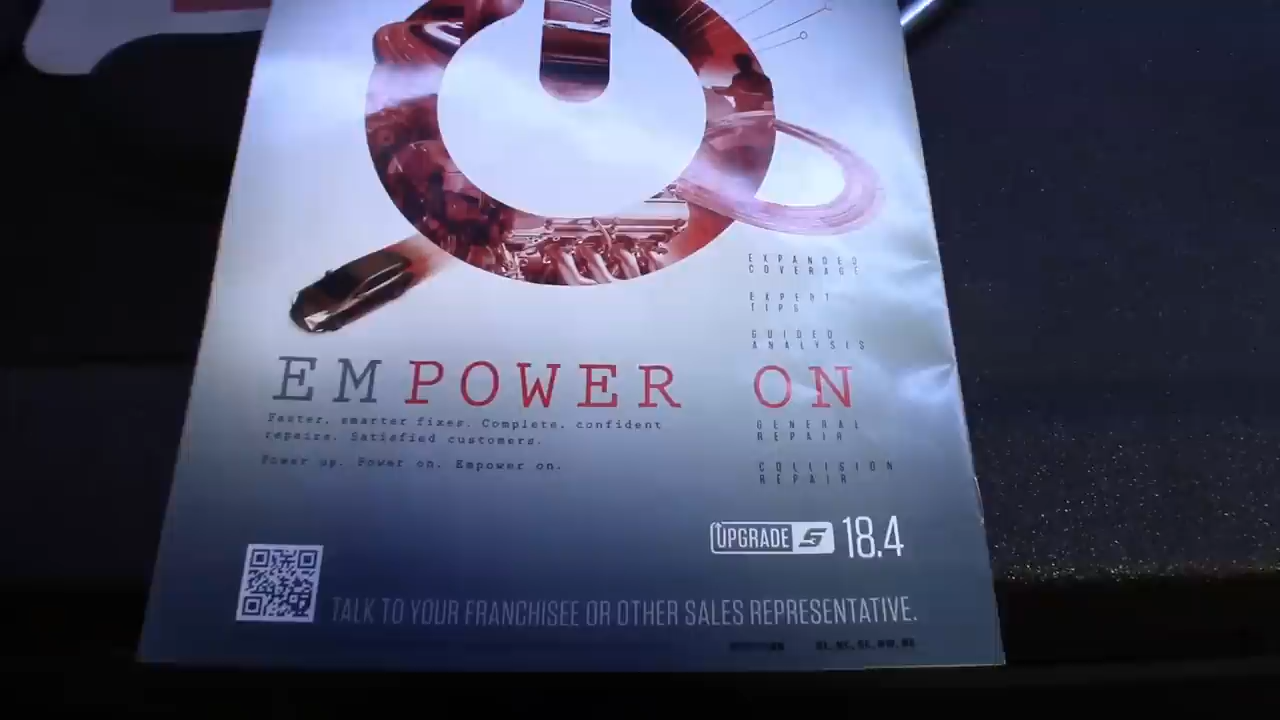 EXPANDED
COVERAGE
EXPERT
TIPS
GUIDED
ANALYSIS
EMPOWER ON
Faster, smarter fixes. Complete, confident
repairs. Satisfied customers.
Power up. Power on. Empower on.
GENERAL
REPAIR
COLLISION
REPAIR
UPGRADE S 18.4
TALK TO YOUR FRANCHISEE OR OTHER SALES REPRESENTATIVE.